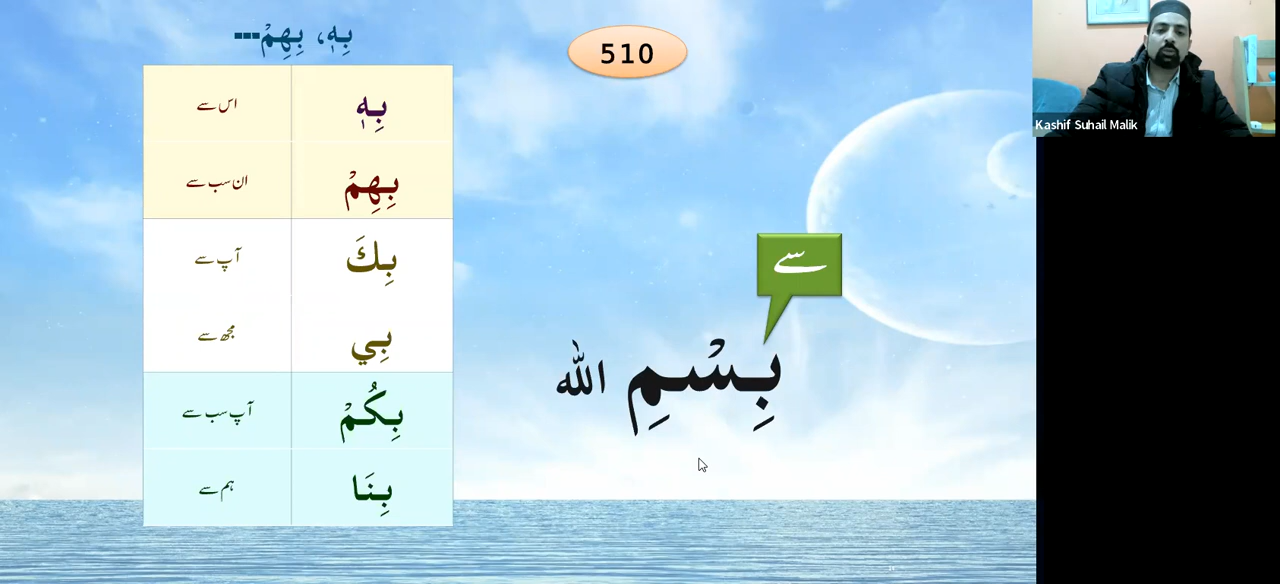 بِهٖ، بِهِمْ---
510
Kashif Suhail Malik
بِهٖ اس سے
بِهِمْ ان سب سے
بِكَ آپ سے
سے
بِي مجھ سے
بِسْمِ اللّٰه
بِكُمْ آپ سب سے
بِنَا ہم سے